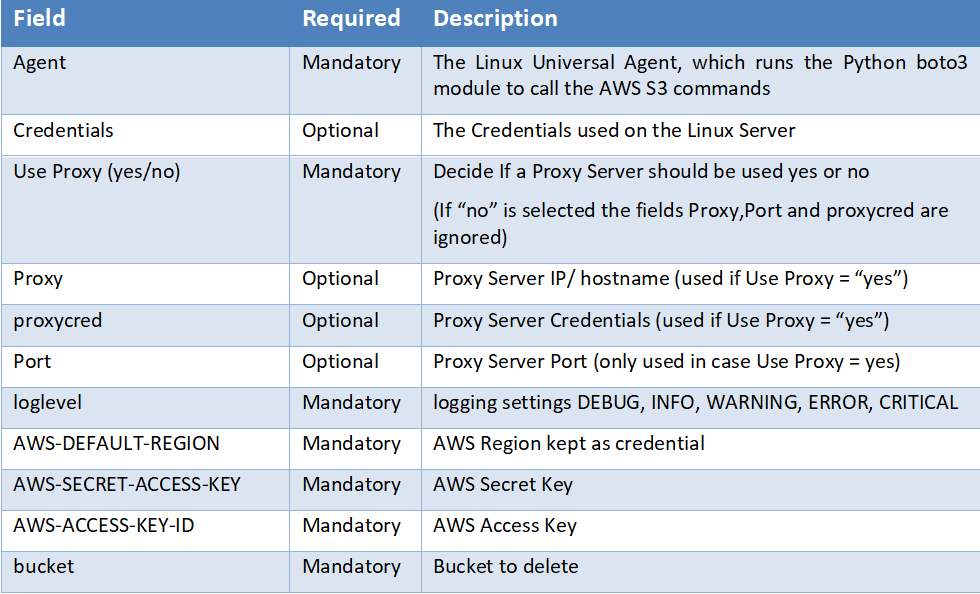 Field Required Description
Agent Mandatory The Linux Universal Agent, which runs the Python boto3
module to call the AWS S3 commands
Credentials Optional The Credentials used on the Linux Server
Use Proxy (yes/no) Mandatory Decide If a Proxy Server should be used yes or no
(If “no” is selected the fields Proxy,Port and proxycred are
ignored)
Proxy Optional Proxy Server IP/ hostname (used if Use Proxy = “yes”)
proxycred Optional Proxy Server Credentials (used if Use Proxy = “yes”)
Port Optional Proxy Server Port (only used in case Use Proxy = yes)
loglevel Mandatory logging settings DEBUG, INFO, WARNING, ERROR, CRITICAL
AWS-DEFAULT-REGION Mandatory AWS Region kept as credential
AWS-SECRET-ACCESS-KEY Mandatory AWS Secret Key
AWS-ACCESS-KEY-ID Mandatory AWS Access Key
bucket Mandatory Bucket to delete